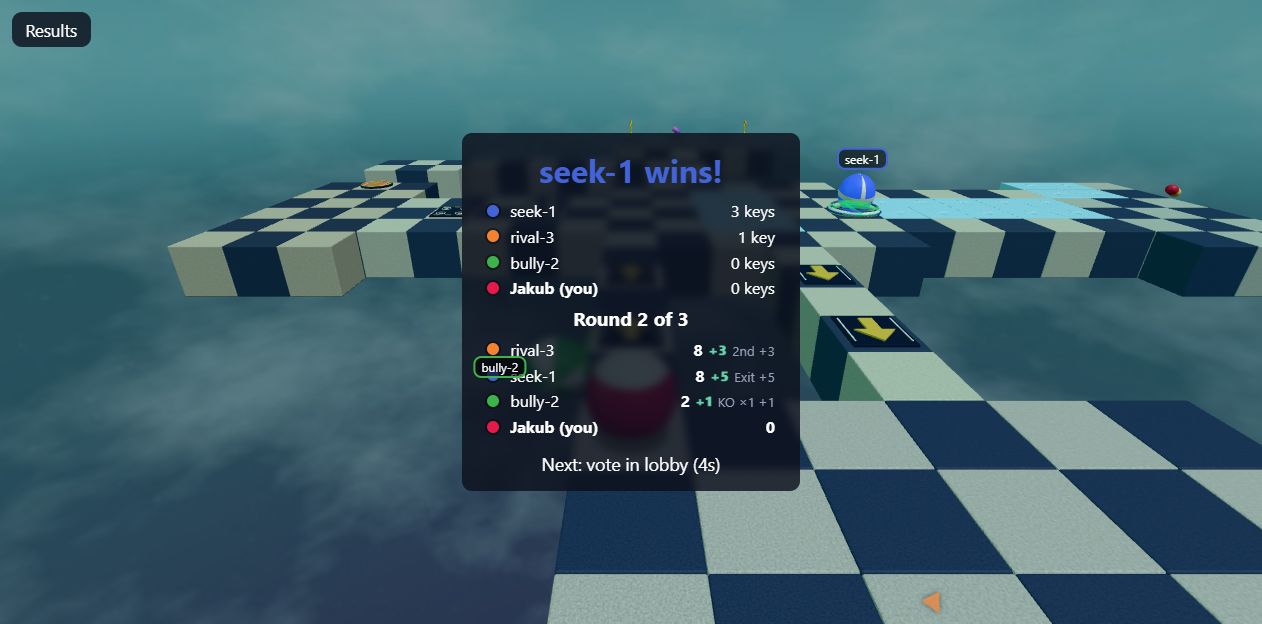 Results
seek-1
seek-1 wins!
seek-1 3 keys
rival-3 1 key
bully-2 0 keys
Jakub (you) 0 keys
Round 2 of 3
rival-3 8 +3 2nd +3
bully-2
seek-1 8 +5 Exit +5
bully-2 2 +1 KO ×1 +1
Jakub (you) 0
Next: vote in lobby (4s)